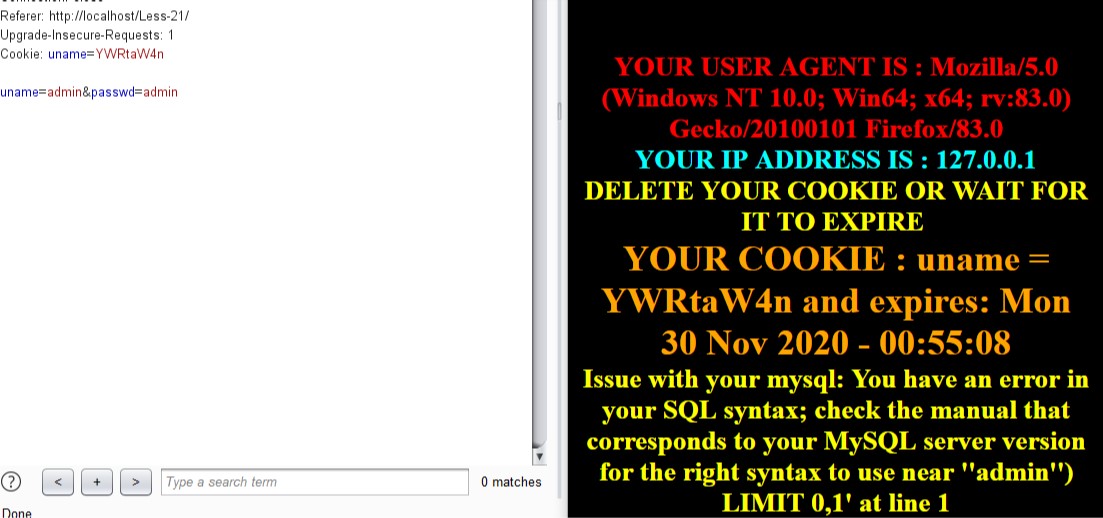 Referer: http://localhost/Less-21/
Upgrade-Insecure-Requests: 1
Cookie: uname=YWRtaW4n
uname=admin&passwd=admin
?
<
+
>
Type a search term
0 matches
Done
YOUR USER AGENT IS : Mozilla/5.0
(Windows NT 10.0; Win64; x64; rv:83.0)
Gecko/20100101 Firefox/83.0
YOUR IP ADDRESS IS : 127.0.0.1
DELETE YOUR COOKIE OR WAIT FOR
IT TO EXPIRE
YOUR COOKIE : uname =
YWRtaW4n and expires: Mon
30 Nov 2020 - 00:55:08
Issue with your mysql: You have an error in
your SQL syntax; check the manual that
corresponds to your MySQL server version
for the right syntax to use near ''admin'')
LIMIT 0,1' at line 1